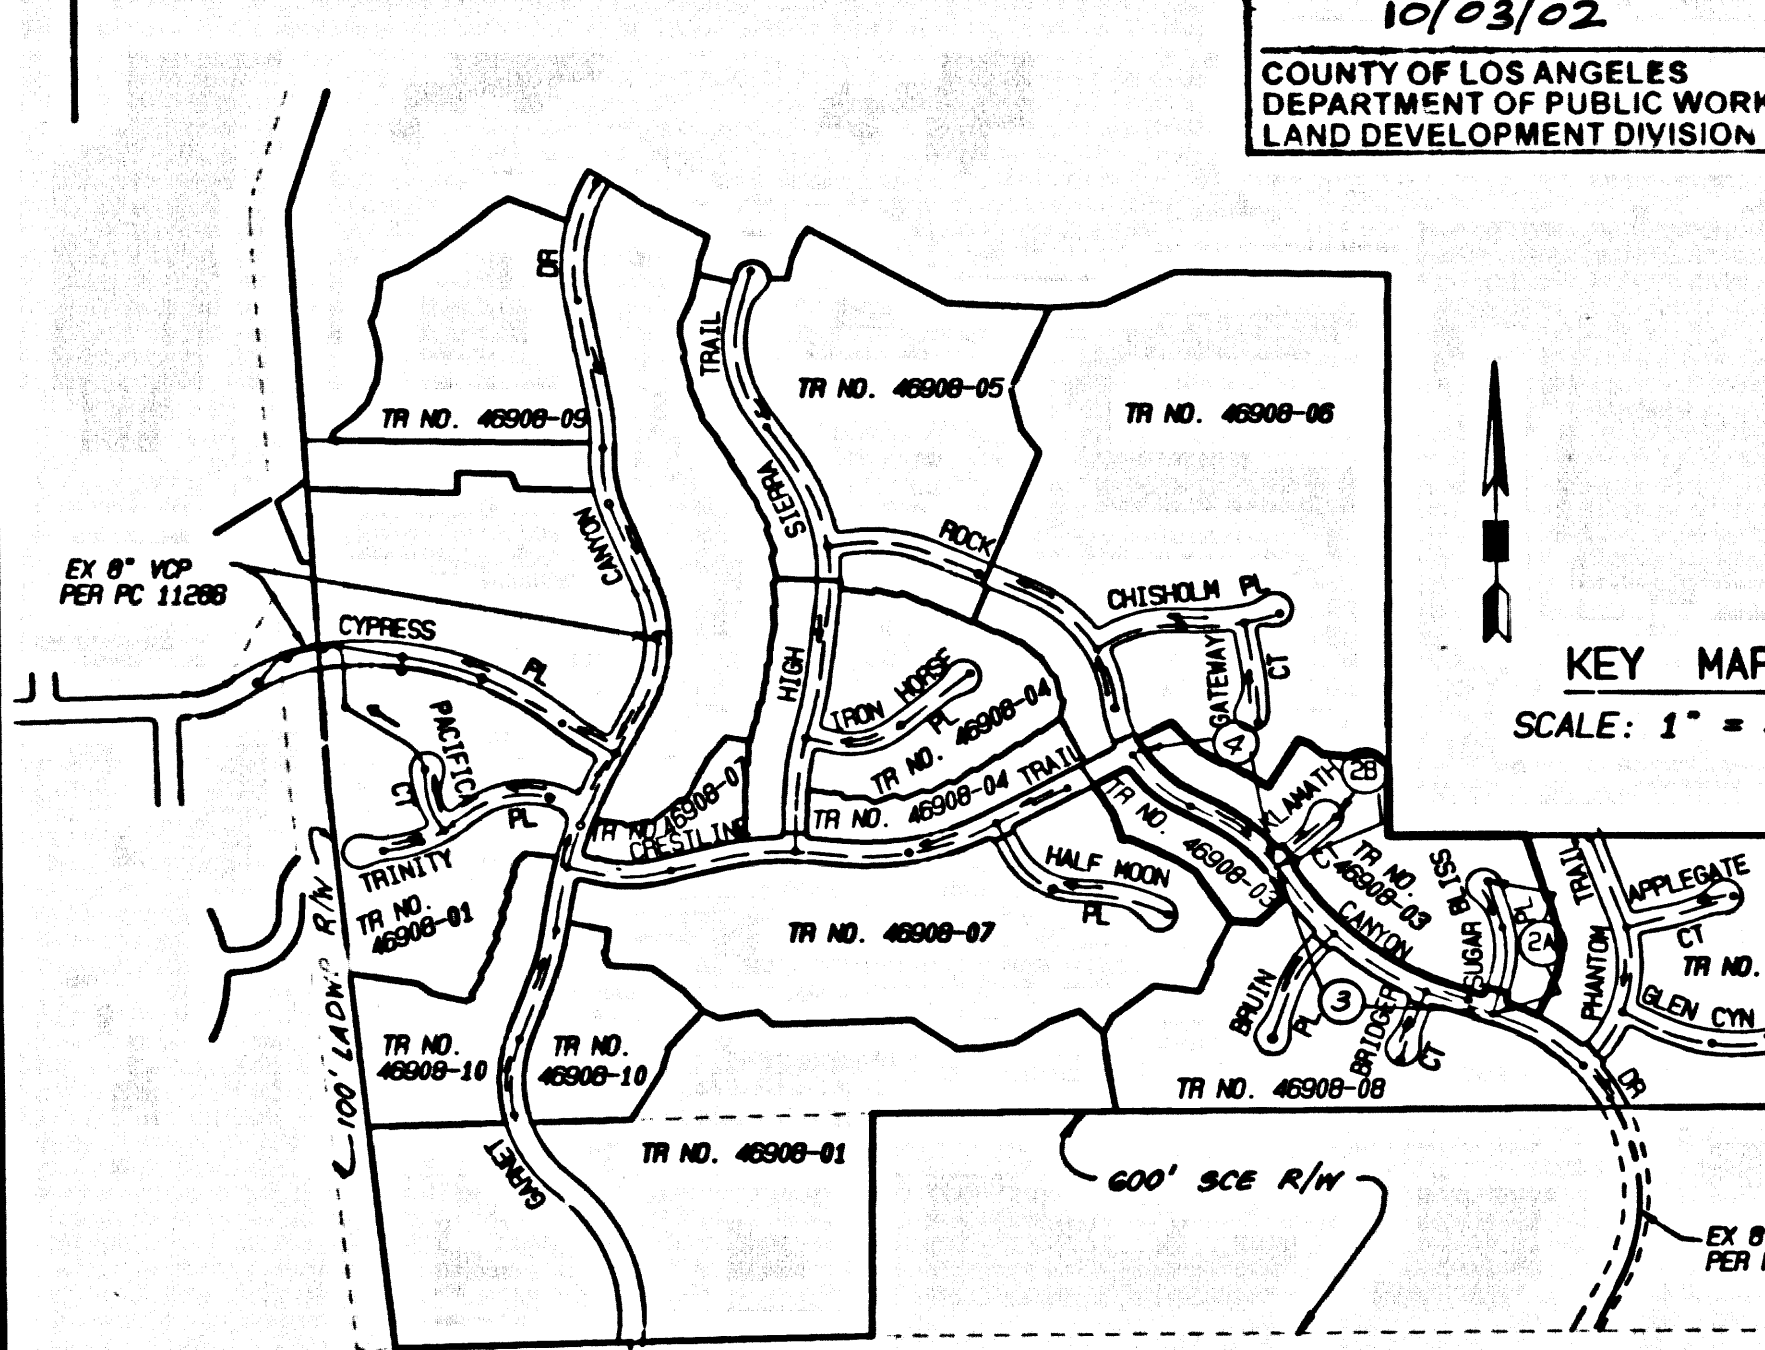 10/03/02
COUNTY OF LOS ANGELES
DEPARTMENT OF PUBLIC WORK
LAND DEVELOPMENT DIVISION
DR
TRAIL
TR NO. 46908-05
TR NO. 46908-06
TR NO. 46908-09
SIERRA
CANYON
ROCK
EX 8" VCP
PER PC 11288
CHISHOLM PL
CYPRESS
PL
GATEWAY
CT
HIGH
IRON HORSE
PL
TR NO. 46908-04
KEY MAP
SCALE: 1" =
PACIFICA
CT
PL
4
KLAMATH
2B
CT
TR NO. 46908-07
CRESTLINE
TR NO. 46908-04 TRAIL
TR NO.
46908-03
TR NO.
46908-03
TRINITY
TR NO.
46908-01
HALF MOON
PL
BLISS
SUGAR
PL
2A
TRAIL
PHANTOM
APPLEGATE
CT
TR NO.
GLEN CYN
R/W
100' LADWP
TR NO. 46908-07
CANYON
BRUIN
PL
3
BRIDGER
CT
DR
TR NO.
46908-10
TR NO.
46908-10
TR NO. 46908-08
GARNET
TR NO. 46908-01
600' SCE R/W
EX 8
PER